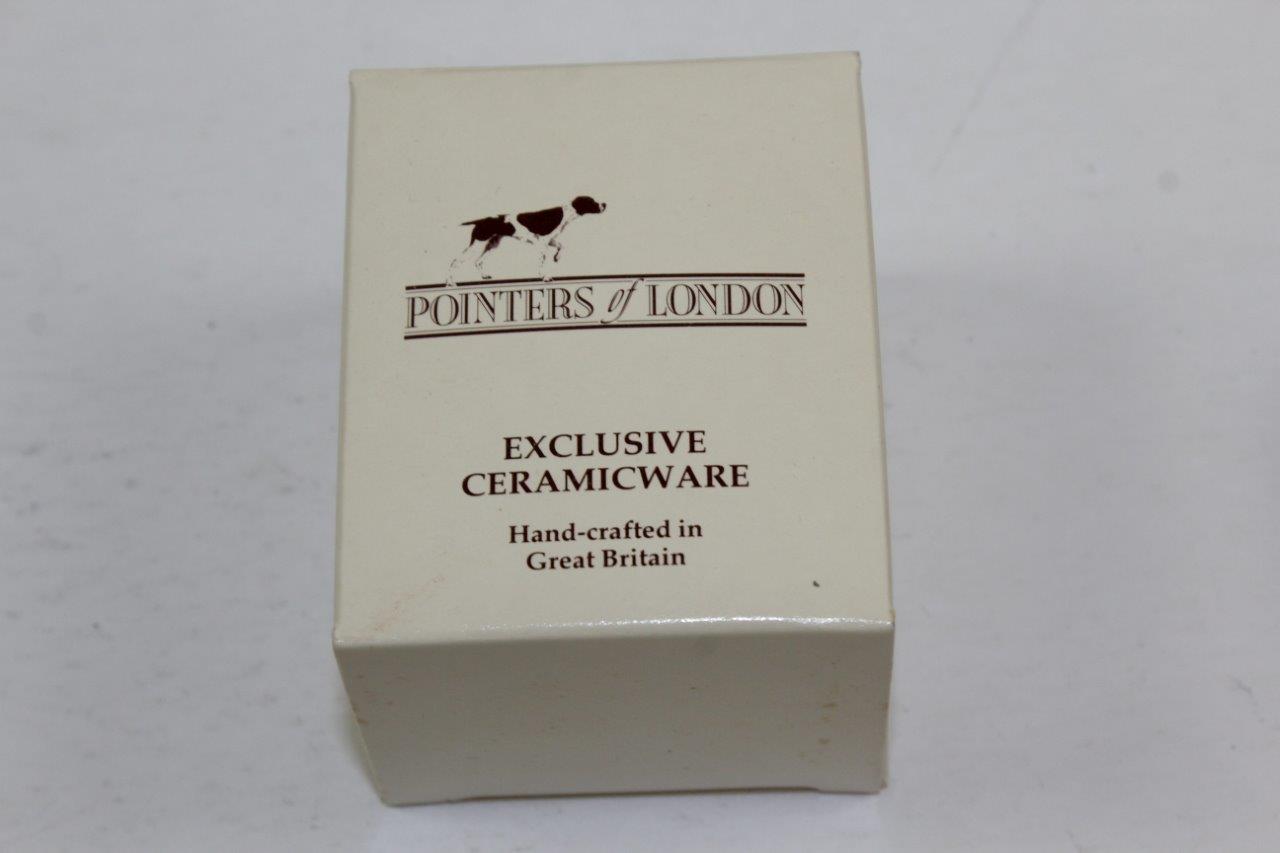 POINTERS of LONDON
EXCLUSIVE
CERAMICWARE
Hand-crafted in
Great Britain